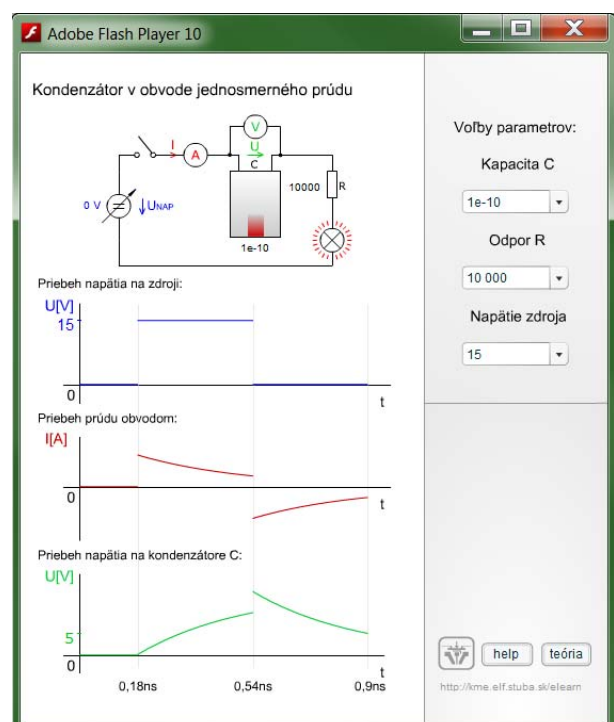 Adobe Flash Player 10
Kondenzátor v obvode jednosmerného prúdu
V
I
A
U
C
10000
R
0 V
UNAP
1e-10
Priebeh napätia na zdroji:
U[V]
15
0
t
Priebeh prúdu obvodom:
I[A]
0
t
Priebeh napätia na kondenzátore C:
U[V]
5
0
t
0,18ns 0,54ns 0,9ns
Voľby parametrov:
Kapacita C
1e-10
Odpor R
10 000
Napätie zdroja
15
help teória
http://kme.elf.stuba.sk/elearn